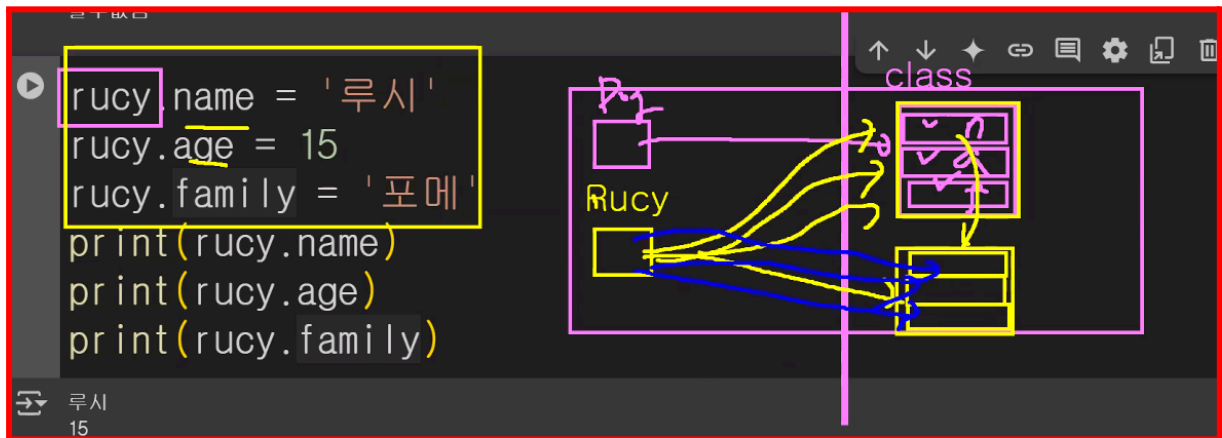 rucy.name = '루시'
rucy.age = 15
rucy.family = '포메'
print(rucy.name)
print(rucy.age)
print(rucy.family)
class
Dog
Rucy
루시
15